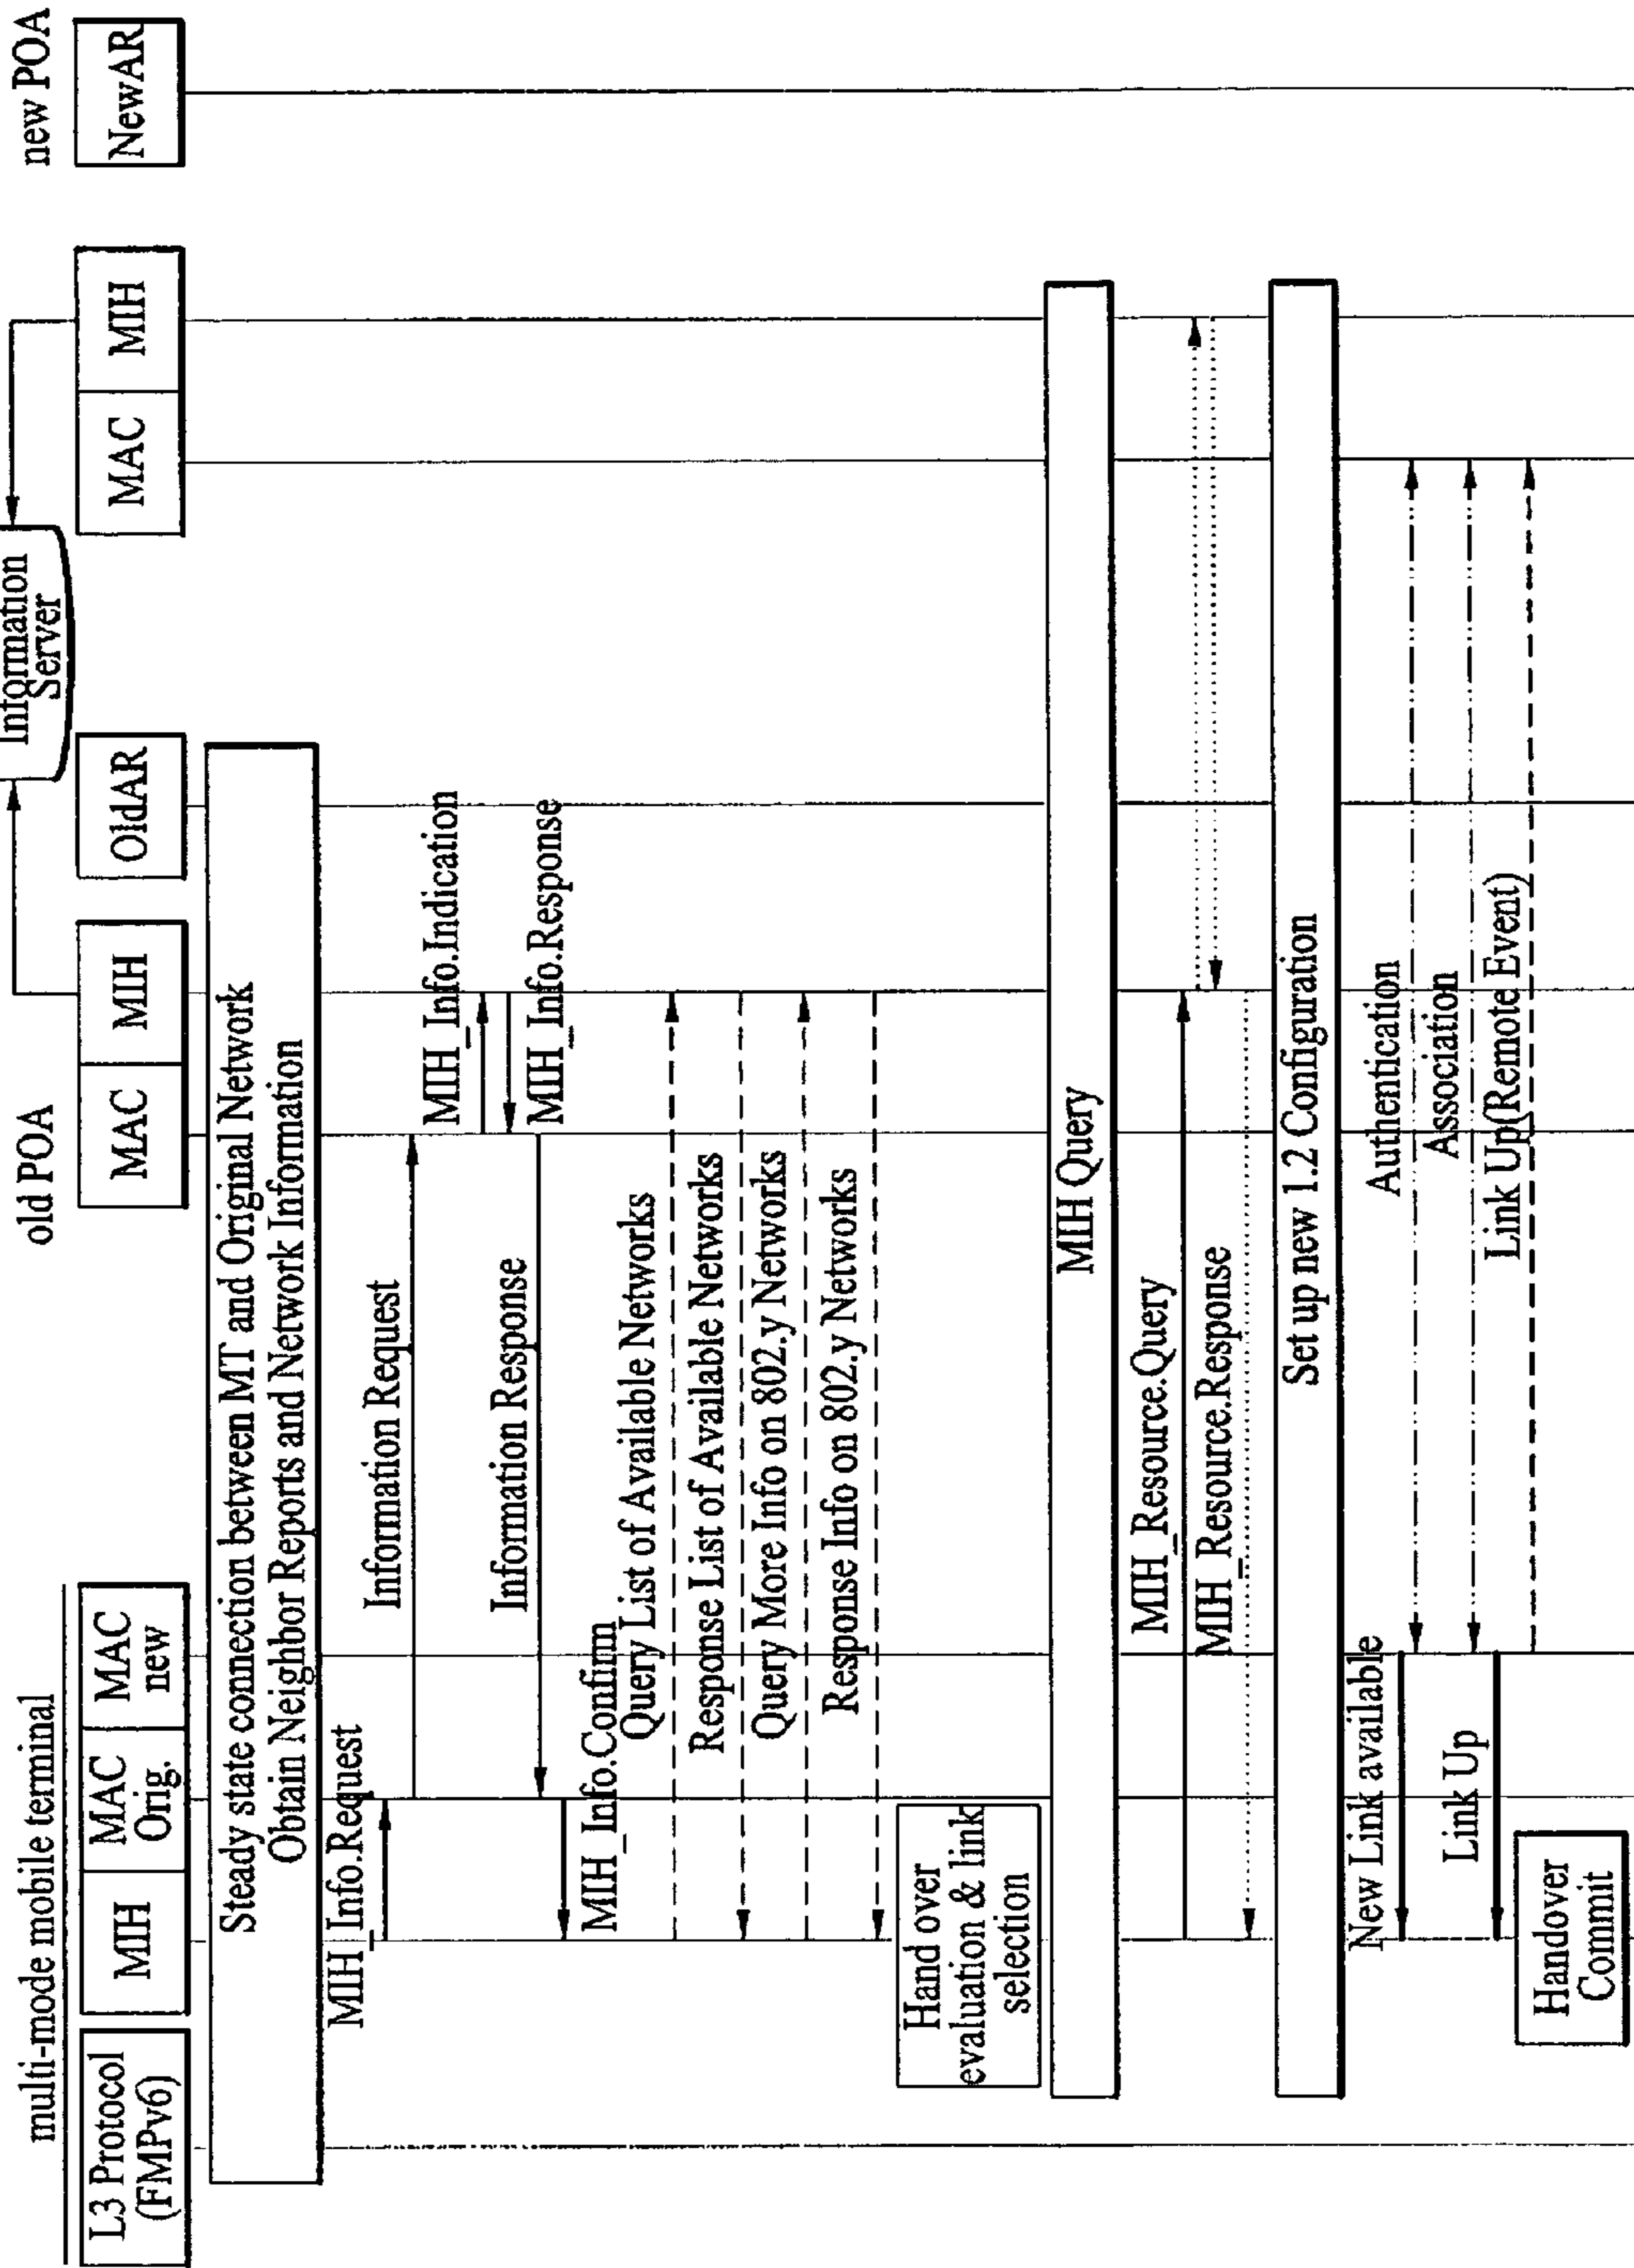 multi-mode mobile terminal
old POA
new POA
Information
Server
L3 Protocol
(FMPv6)
MIH
MAC
Orig.
MAC
new
MAC
MIH
OldAR
MAC
MIH
NewAR
Steady state connection between MT and Original Network
Obtain Neighbor Reports and Network Information
MIH_Info.Request
Information Request
MIH_Info.Indication
MIH_Info.Response
Information Response
MIH_Info.Confirm
Query List of Available Networks
Response List of Available Networks
Query More Info on 802.y Networks
Response Info on 802.y Networks
Hand over
evaluation & link
selection
MIH Query
MIH_Resource.Query
MIH_Resource.Response
Set up new 1.2 Configuration
New Link available
Authentication
Association
Link Up
Link Up(Remote Event)
Handover
Commit